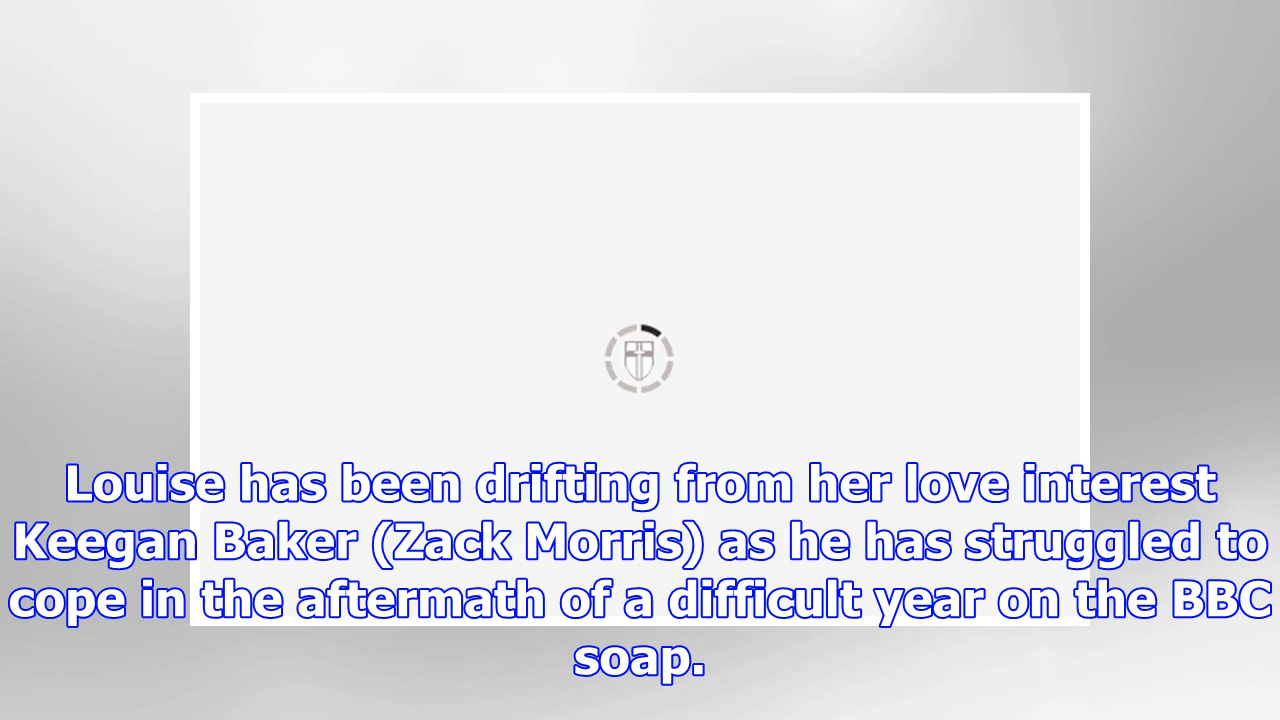 Louise has been drifting from her love interest
Keegan Baker (Zack Morris) as he has struggled to
cope in the aftermath of a difficult year on the BBC
soap.